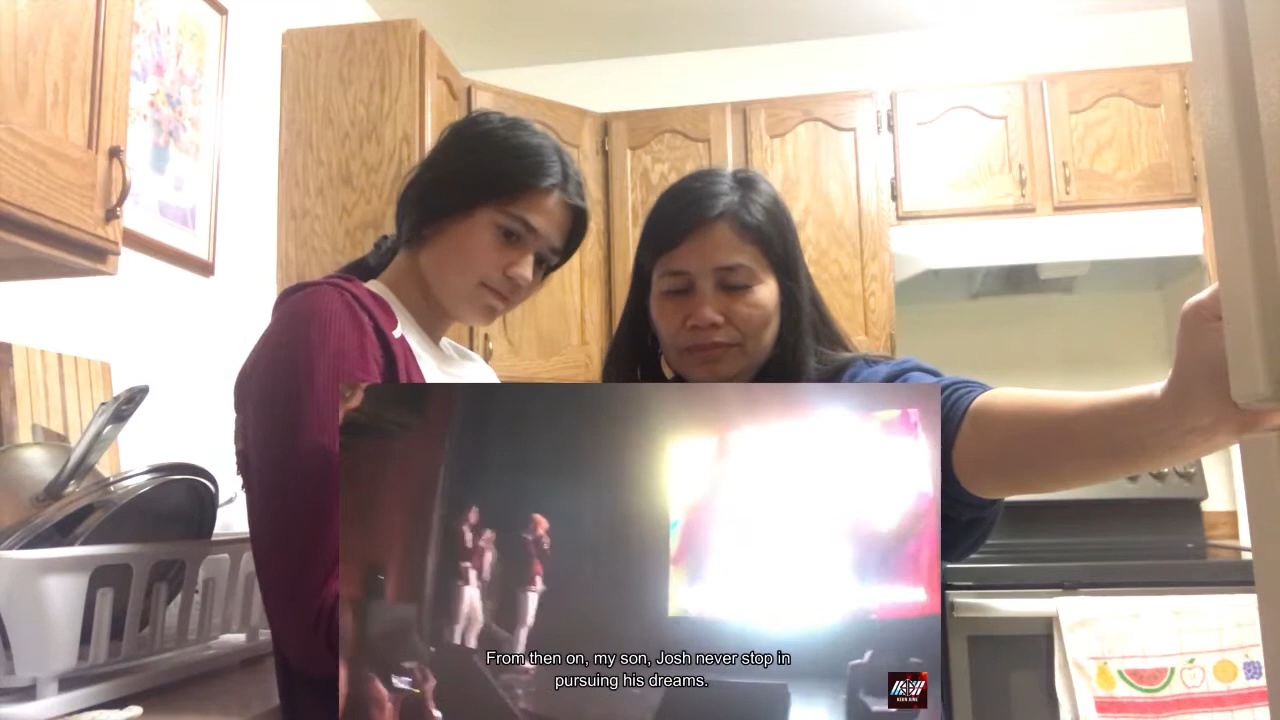 From then on, my son, Josh never stop in
pursuing his dreams.